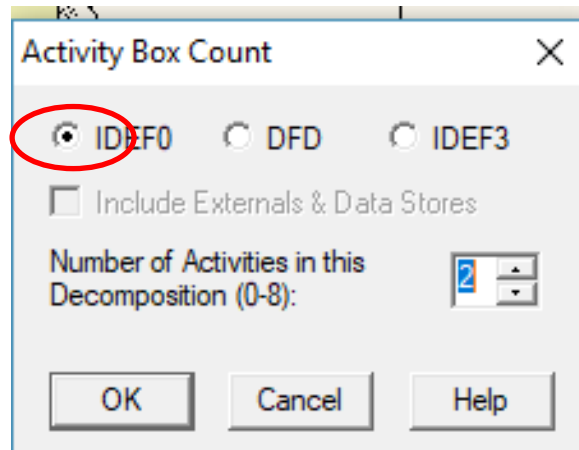 Activity Box Count
IDEF0 DFD IDEF3
Include Externals & Data Stores
Number of Activities in this
Decomposition (0-8):
2
OK Cancel Help